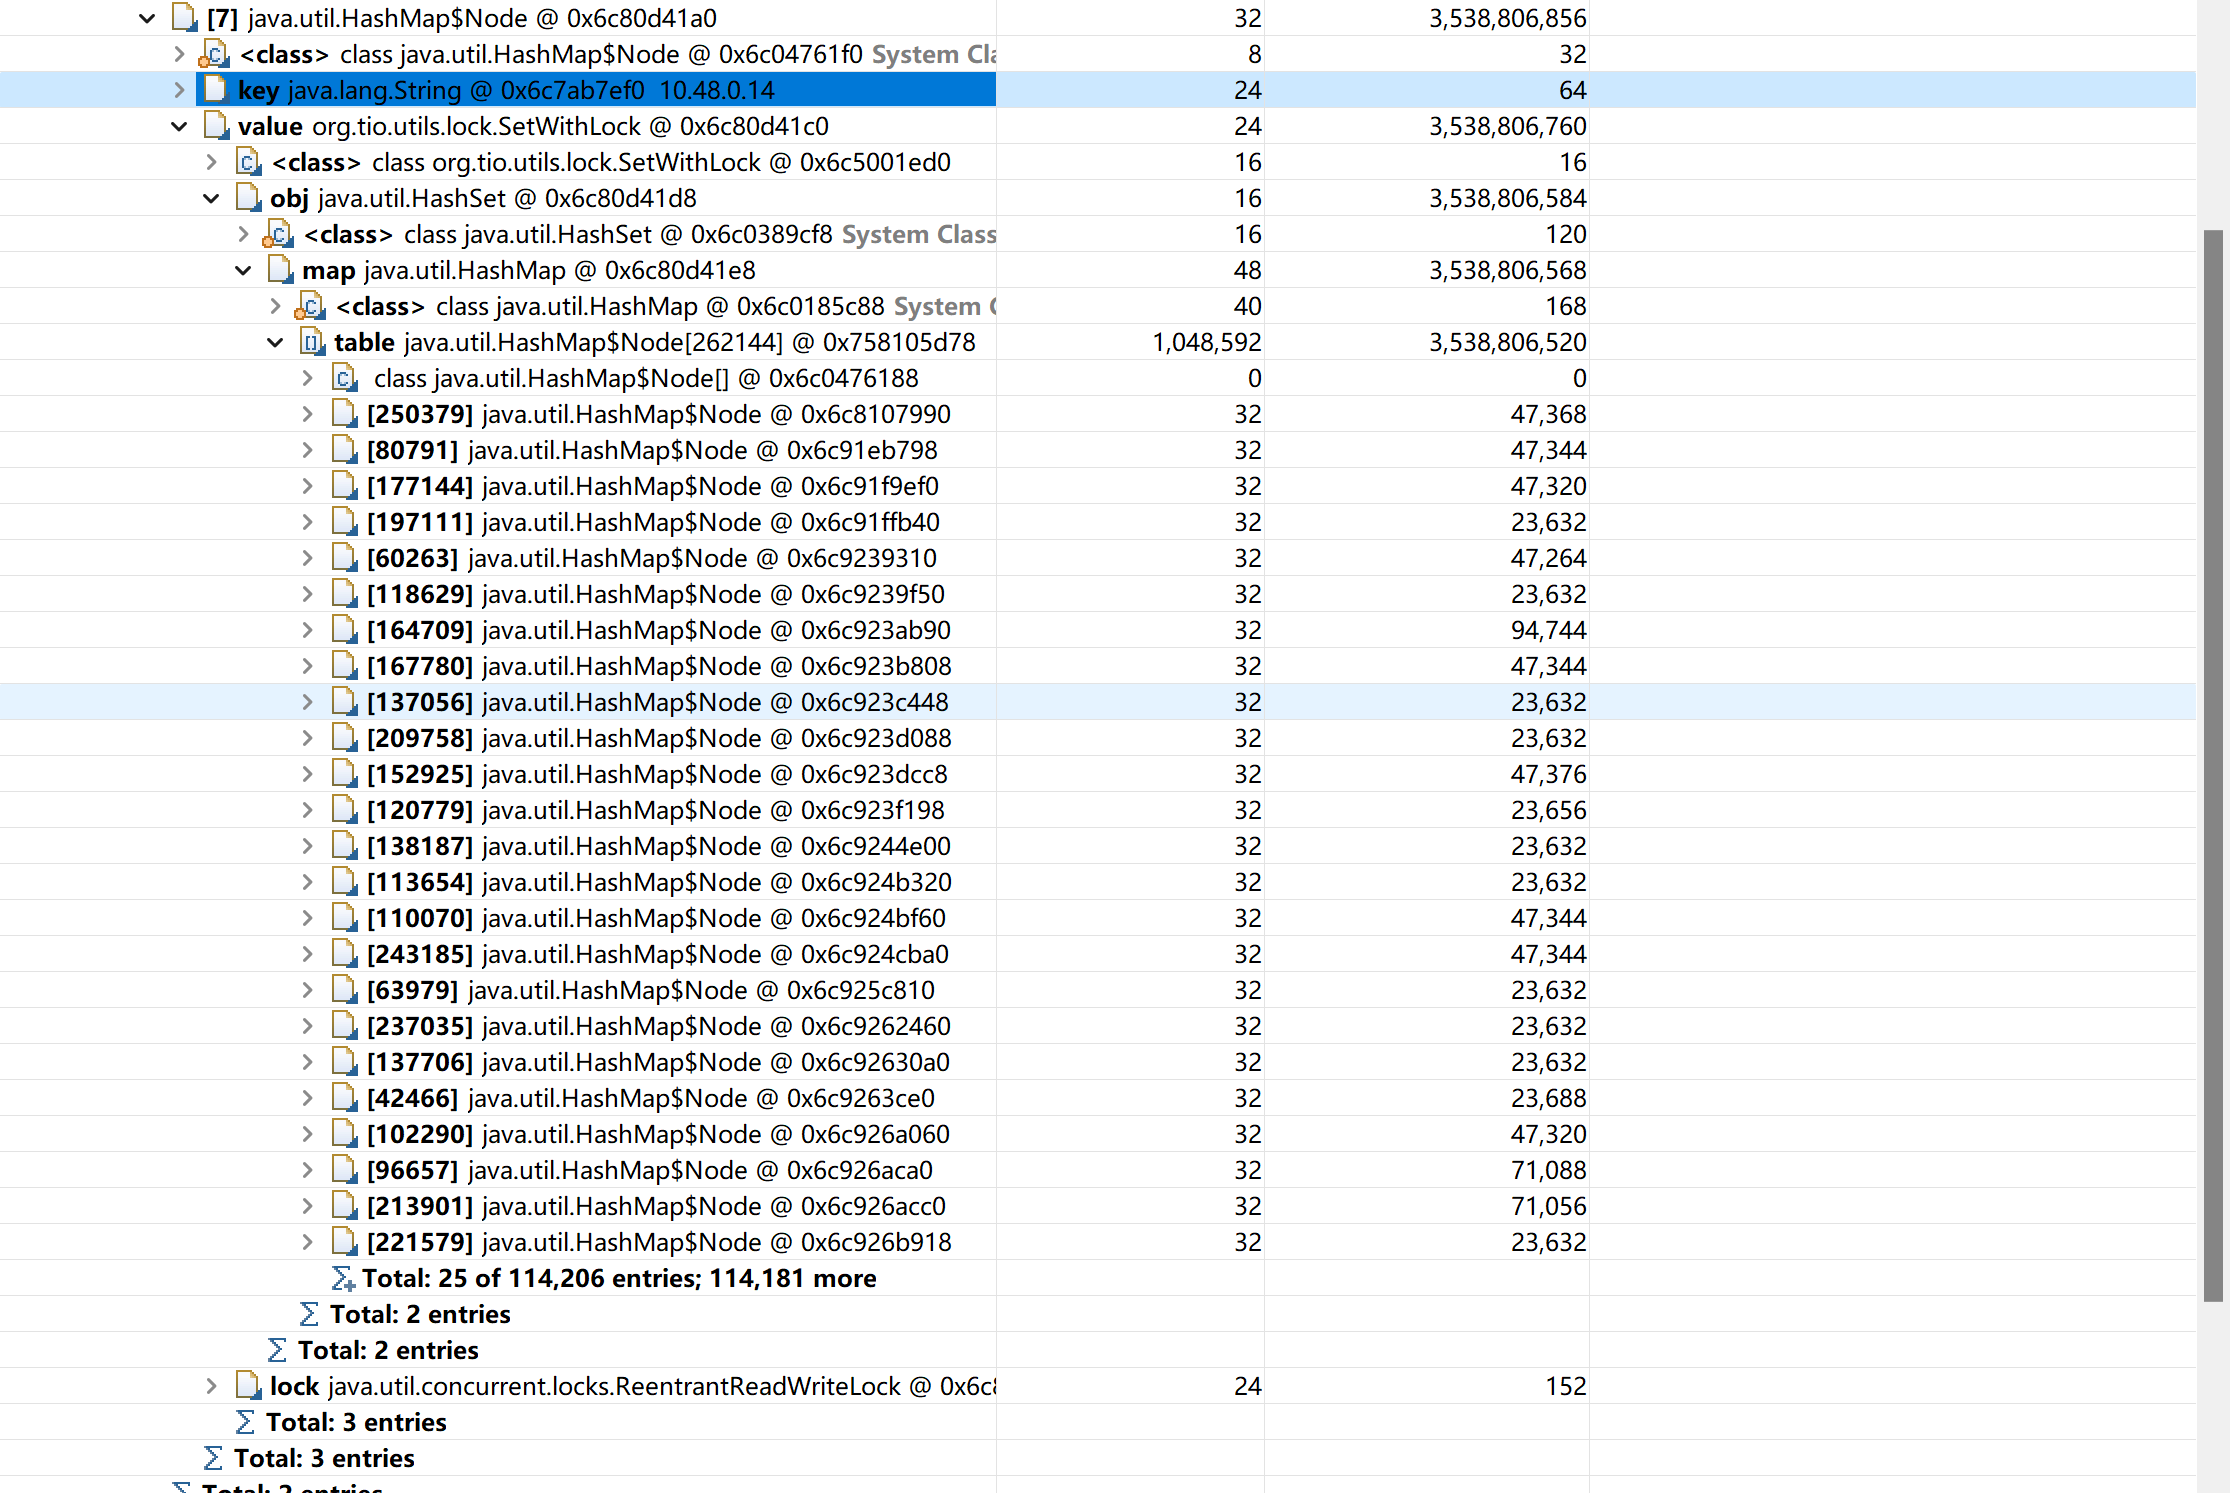 [7] java.util.HashMap$Node @ 0x6c80d41a0 32 3,538,806,856
<class> class java.util.HashMap$Node @ 0x6c04761f0 System Cla 8 32
key java.lang.String @ 0x6c7ab7ef0 10.48.0.14 24 64
value org.tio.utils.lock.SetWithLock @ 0x6c80d41c0 24 3,538,806,760
<class> class org.tio.utils.lock.SetWithLock @ 0x6c5001ed0 16 16
obj java.util.HashSet @ 0x6c80d41d8 16 3,538,806,584
<class> class java.util.HashSet @ 0x6c0389cf8 System Class 16 120
map java.util.HashMap @ 0x6c80d41e8 48 3,538,806,568
<class> class java.util.HashMap @ 0x6c0185c88 System 40 168
table java.util.HashMap$Node[262144] @ 0x758105d78 1,048,592 3,538,806,520
class java.util.HashMap$Node[] @ 0x6c0476188 0 0
[250379] java.util.HashMap$Node @ 0x6c8107990 32 47,368
[80791] java.util.HashMap$Node @ 0x6c91eb798 32 47,344
[177144] java.util.HashMap$Node @ 0x6c91f9ef0 32 47,320
[197111] java.util.HashMap$Node @ 0x6c91ffb40 32 23,632
[60263] java.util.HashMap$Node @ 0x6c9239310 32 47,264
[118629] java.util.HashMap$Node @ 0x6c9239f50 32 23,632
[164709] java.util.HashMap$Node @ 0x6c923ab90 32 94,744
[167780] java.util.HashMap$Node @ 0x6c923b808 32 47,344
[137056] java.util.HashMap$Node @ 0x6c923c448 32 23,632
[209758] java.util.HashMap$Node @ 0x6c923d088 32 23,632
[152925] java.util.HashMap$Node @ 0x6c923dcc8 32 47,376
[120779] java.util.HashMap$Node @ 0x6c923f198 32 23,656
[138187] java.util.HashMap$Node @ 0x6c9244e00 32 23,632
[113654] java.util.HashMap$Node @ 0x6c924b320 32 23,632
[110070] java.util.HashMap$Node @ 0x6c924bf60 32 47,344
[243185] java.util.HashMap$Node @ 0x6c924cba0 32 47,344
[63979] java.util.HashMap$Node @ 0x6c925c810 32 23,632
[237035] java.util.HashMap$Node @ 0x6c9262460 32 23,632
[137706] java.util.HashMap$Node @ 0x6c92630a0 32 23,632
[42466] java.util.HashMap$Node @ 0x6c9263ce0 32 23,688
[102290] java.util.HashMap$Node @ 0x6c926a060 32 47,320
[96657] java.util.HashMap$Node @ 0x6c926aca0 32 71,088
[213901] java.util.HashMap$Node @ 0x6c926acc0 32 71,056
[221579] java.util.HashMap$Node @ 0x6c926b918 32 23,632
Total: 25 of 114,206 entries; 114,181 more
Total: 2 entries
Total: 2 entries
lock java.util.concurrent.locks.ReentrantReadWriteLock @ 0x6c8 24 152
Total: 3 entries
Total: 3 entries
Total: 2 entries